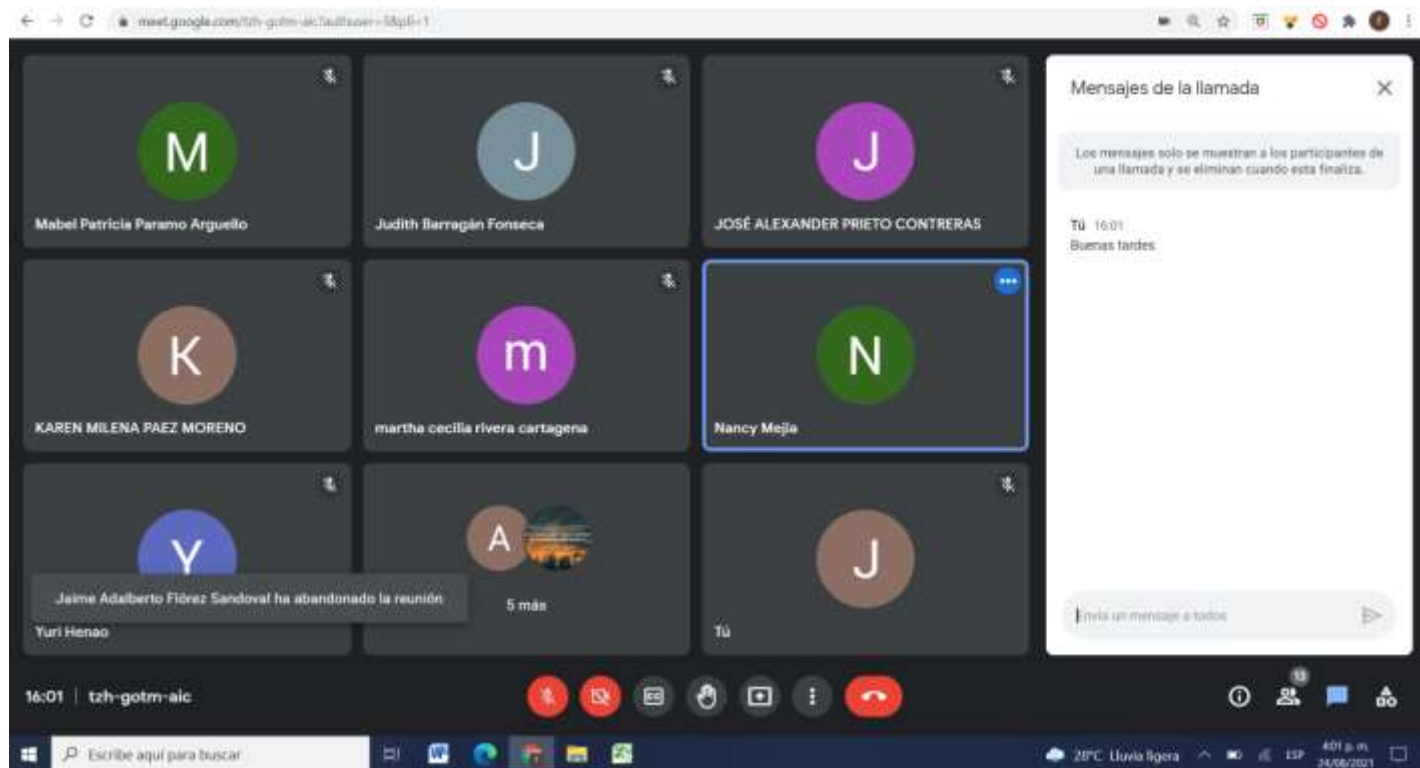 meet.google.com/tzh-gotm-aic?authuser=3&pli=1
M
Mabel Patricia Paramo Arguello
J
Judith Barragán Fonseca
J
JOSÉ ALEXANDER PRIETO CONTRERAS
K
KAREN MILENA PAEZ MORENO
m
martha cecilia rivera cartagena
N
Nancy Mejia
Y
Jaime Adalberto Flórez Sandoval ha abandonado la reunión
Yuri Henao
A
5 más
J
Tú
Mensajes de la llamada
Los mensajes solo se muestran a los participantes de
una llamada y se eliminan cuando esta finaliza.
Tú 16:01
Buenas tardes
Envía un mensaje a todos
16:01 | tzh-gotm-aic
13
Escribe aquí para buscar
28°C Lluvia ligera
ESP
4:01 p. m.
24/08/2021